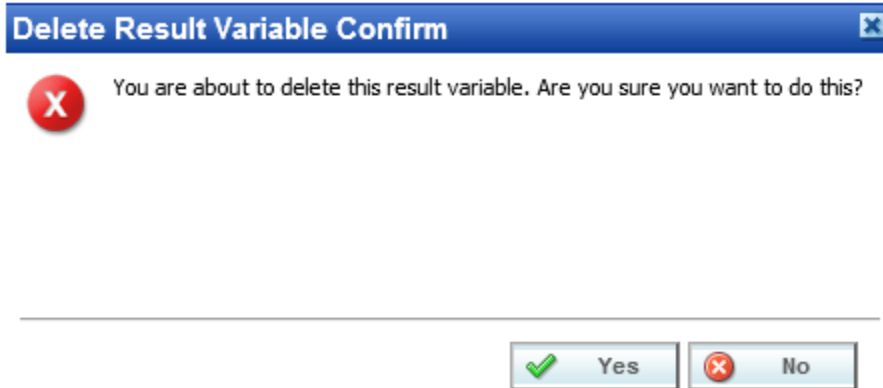 Delete Result Variable Confirm
You are about to delete this result variable. Are you sure you want to do this?
Yes
No